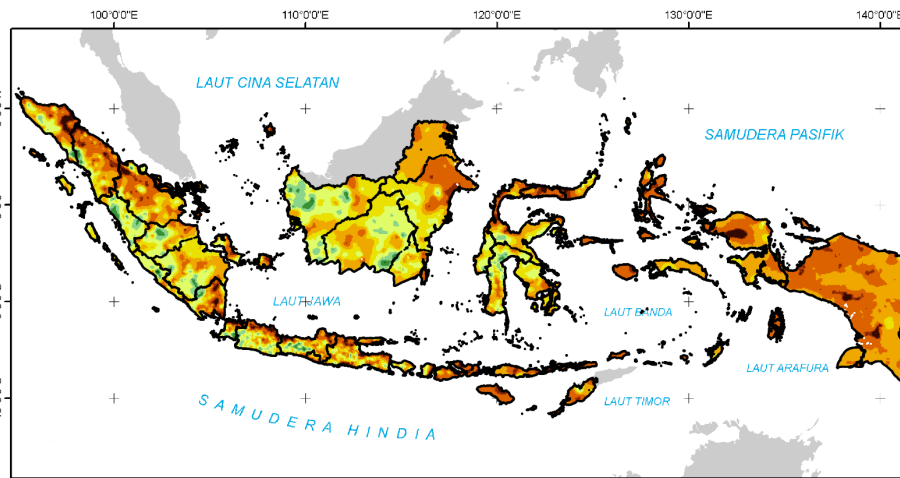 100°0'0"E 110°0'0"E 120°0'0"E 130°0'0"E 140°0'0"E
LAUT CINA SELATAN
SAMUDERA PASIFIK
LAUT JAWA
LAUT BANDA
LAUT ARAFURA
LAUT TIMOR
SAMUDERA HINDIA